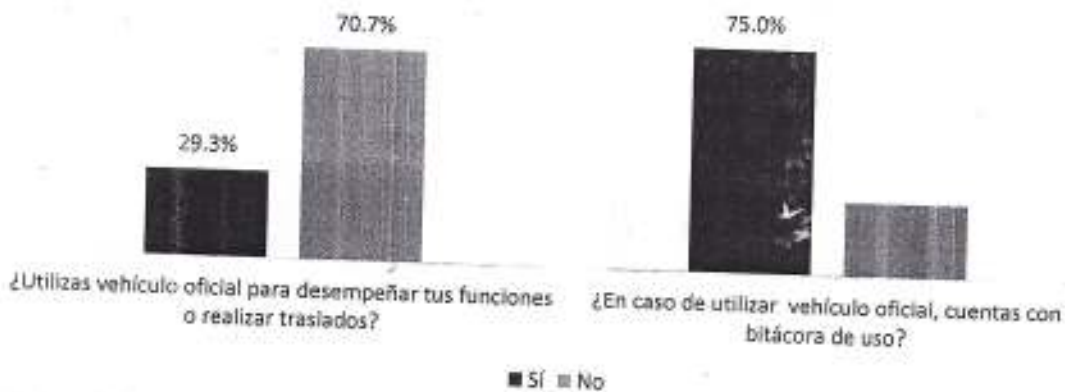 70.7%
75.0%
29.3%
¿Utilizas vehículo oficial para desempeñar tus funciones
o realizar traslados?
¿En caso de utilizar vehículo oficial, cuentas con
bitácora de uso?
Sí No